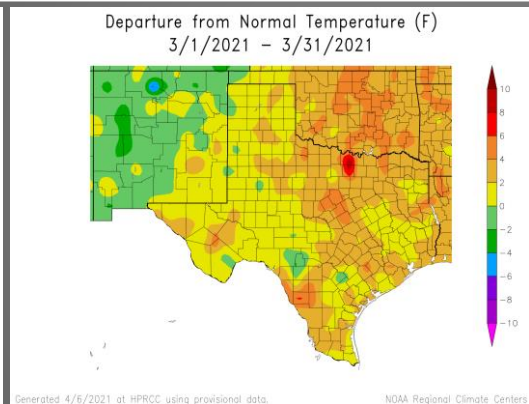 Departure from Normal Temperature (F)
3/1/2021 – 3/31/2021
10
8
6
4
2
0
-2
-4
-6
-8
-10
Generated 4/6/2021 at HPRCC using provisional data.
NOAA Regional Climate Centers